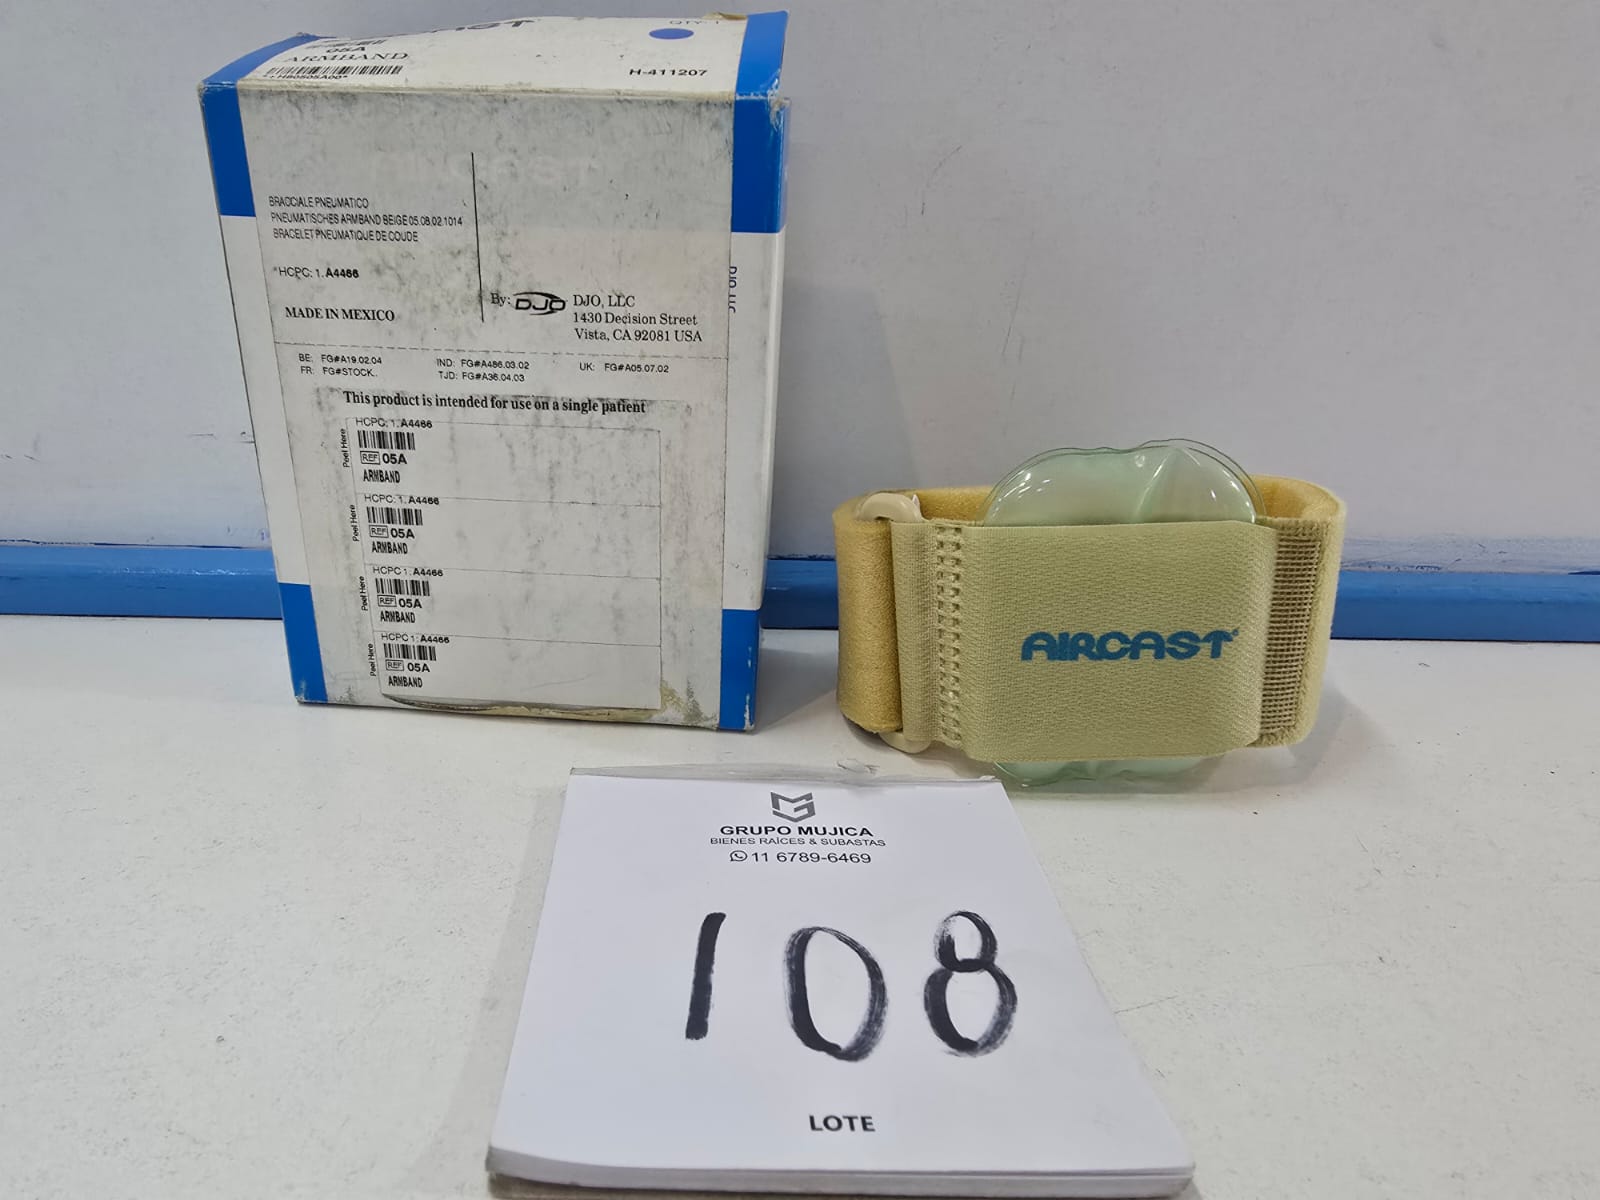 QTY: 1
05A
ARMBAND
H-411207
BRACCIALE PNEUMATICO
PNEUMATISCHES ARMBAND BEIGE 05.08.02.1014
BRACELET PNEUMATIQUE DE COUDE
*HCPC: 1. A4466
MADE IN MEXICO
By: DJO
DJO, LLC
1430 Decision Street
Vista, CA 92081 USA
BE: FG#A19.02.04
FR: FG#STOCK..
IND: FG#A486.03.02
TJD: FG#A36.04.03
UK: FG#A05.07.02
This product is intended for use on a single patient
Peel Here
HCPC: 1. A4466
REF 05A
ARMBAND
Peel Here
HCPC: 1. A4466
REF 05A
ARMBAND
Peel Here
HCPC 1: A4466
REF 05A
ARMBAND
Peel Here
HCPC 1: A4466
REF 05A
ARMBAND
AIRCAST
GRUPO MUJICA
BIENES RAÍCES & SUBASTAS
11 6789-6469
108
LOTE